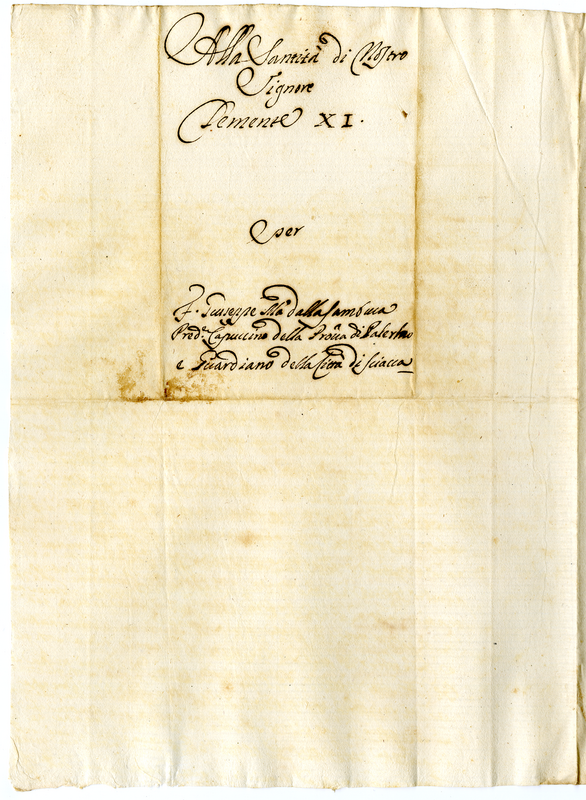 Alla Santità di Nostro
Signore
Clemente XI.
per
F. Giuseppe Ma dalla Sambuca
Pred.e Capuccino della Prou.a di Palermo
e Guardiano della Città di Sciacca